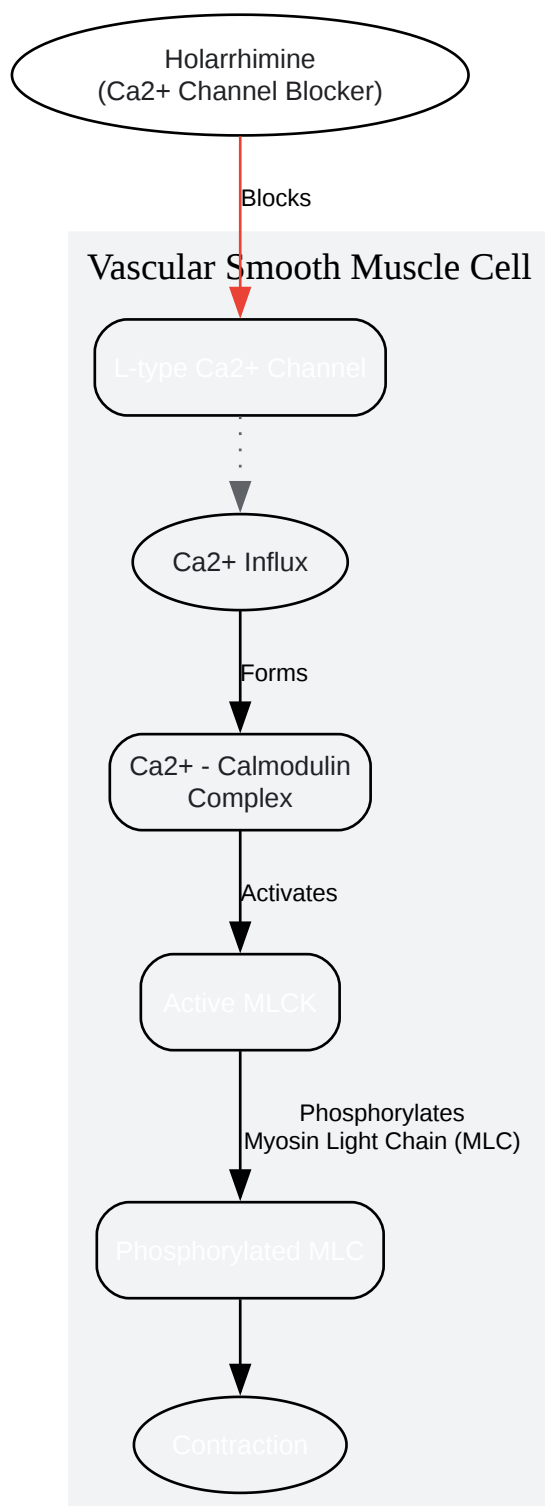 Holarrhimine
(Ca2+ Channel Blocker)
Blocks
Vascular Smooth Muscle Cell
L-type Ca2+ Channel
Ca2+ Influx
Forms
Ca2+ - Calmodulin
Complex
Activates
Active MLCK
Phosphorylates
Myosin Light Chain (MLC)
Phosphorylated MLC
Contraction